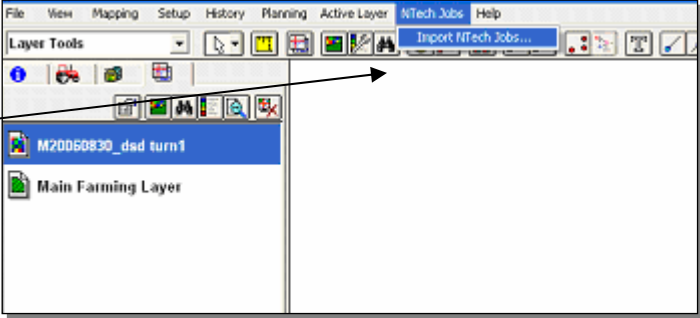 File View Mapping Setup History Planning Active Layer NTech Jobs Help
Layer Tools Import NTech Jobs...
M20060830_dsd turn1
Main Farming Layer